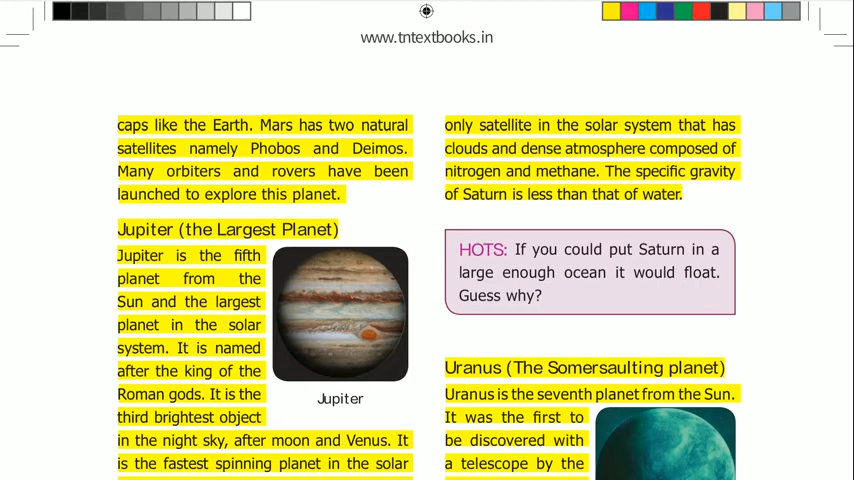 www.tntextbooks.in
caps like the Earth. Mars has two natural
satellites namely Phobos and Deimos.
Many orbiters and rovers have been
launched to explore this planet.
Jupiter (the Largest Planet)
Jupiter is the fifth
planet from the
Sun and the largest
planet in the solar
system. It is named
after the king of the
Roman gods. It is the
third brightest object
in the night sky, after moon and Venus. It
is the fastest spinning planet in the solar
Jupiter
only satellite in the solar system that has
clouds and dense atmosphere composed of
nitrogen and methane. The specific gravity
of Saturn is less than that of water.
HOTS: If you could put Saturn in a
large enough ocean it would float.
Guess why?
Uranus (The Somersaulting planet)
Uranus is the seventh planet from the Sun.
It was the first to
be discovered with
a telescope by the